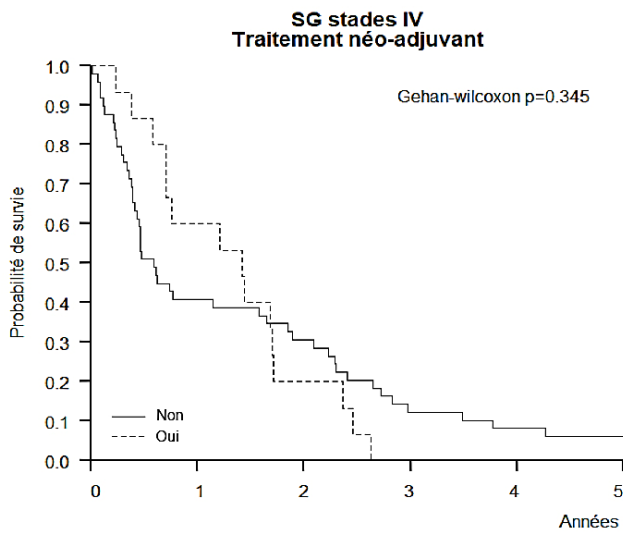 SG stades IV
Traitement néo-adjuvant
Gehan-wilcoxon p=0.345
Probabilité de survie
1.0
0.9
0.8
0.7
0.6
0.5
0.4
0.3
0.2
0.1
0.0
Non
Oui
0 1 2 3 4 5
Années